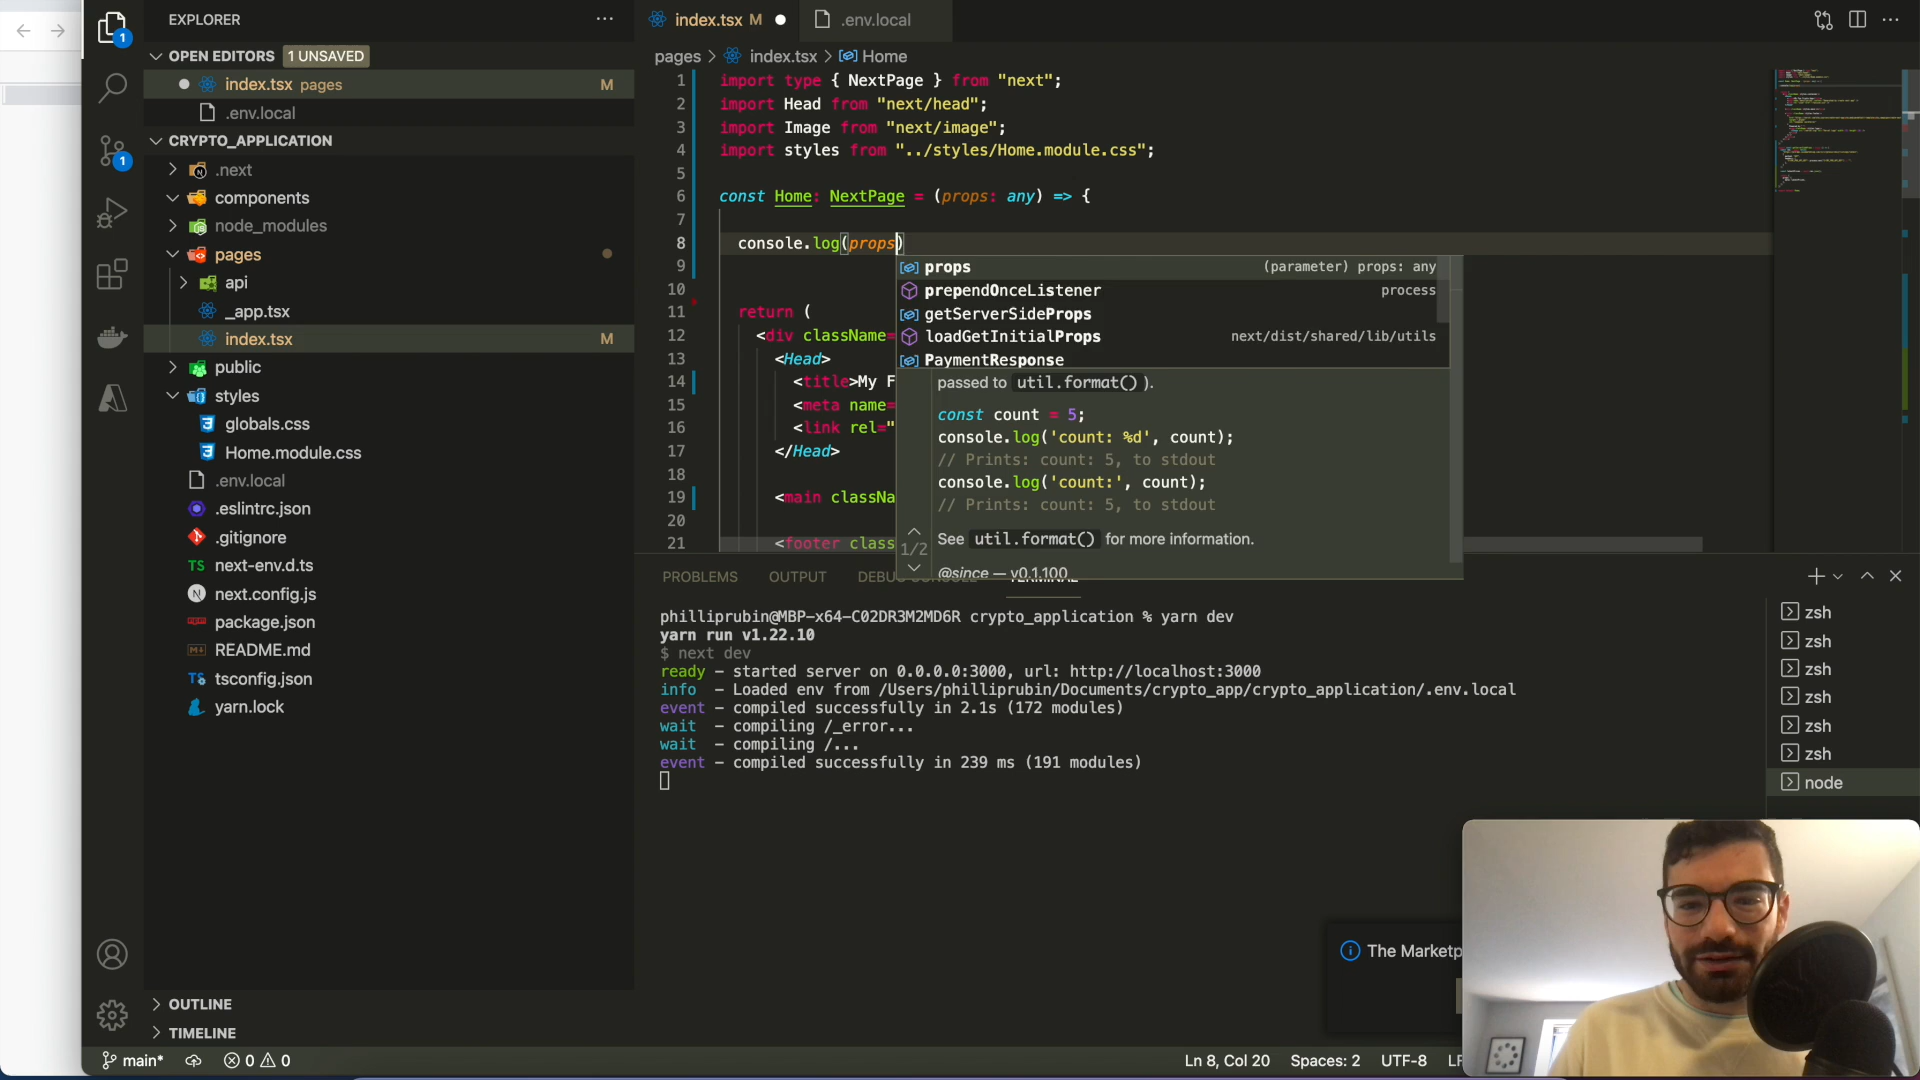 EXPLORER
OPEN EDITORS 1 UNSAVED
index.tsx pages M
.env.local
CRYPTO_APPLICATION
.next
components
node_modules
pages
api
_app.tsx
index.tsx M
public
styles
globals.css
Home.module.css
.env.local
.eslintrc.json
.gitignore
next-env.d.ts
next.config.js
package.json
README.md
tsconfig.json
yarn.lock
OUTLINE
TIMELINE
index.tsx M
.env.local
pages > index.tsx > Home
1 import type { NextPage } from "next";
2 import Head from "next/head";
3 import Image from "next/image";
4 import styles from "../styles/Home.module.css";
5
6 const Home: NextPage = (props: any) => {
7
8 console.log(props)
9
10
11 return (
12 <div className=
13 <Head>
14 <title>My F
15 <meta name=
16 <link rel="
17 </Head>
18
19 <main classNa
20
21 <footer class
props (parameter) props: any
prependOnceListener process
getServerSideProps
loadGetInitialProps next/dist/shared/lib/utils
PaymentResponse
passed to util.format() ).
const count = 5;
console.log('count: %d', count);
// Prints: count: 5, to stdout
console.log('count:', count);
// Prints: count: 5, to stdout
1/2
See util.format() for more information.
@since — v0.1.100
PROBLEMS OUTPUT DEBUG CONSOLE TERMINAL
philliprubin@MBP-x64-C02DR3M2MD6R crypto_application % yarn dev
yarn run v1.22.10
$ next dev
ready - started server on 0.0.0.0:3000, url: http://localhost:3000
info - Loaded env from /Users/philliprubin/Documents/crypto_app/crypto_application/.env.local
event - compiled successfully in 2.1s (172 modules)
wait - compiling /_error...
wait - compiling /...
event - compiled successfully in 239 ms (191 modules)
zsh
zsh
zsh
zsh
zsh
zsh
node
The Marketp
main* 0 0
Ln 8, Col 20 Spaces: 2 UTF-8 LF